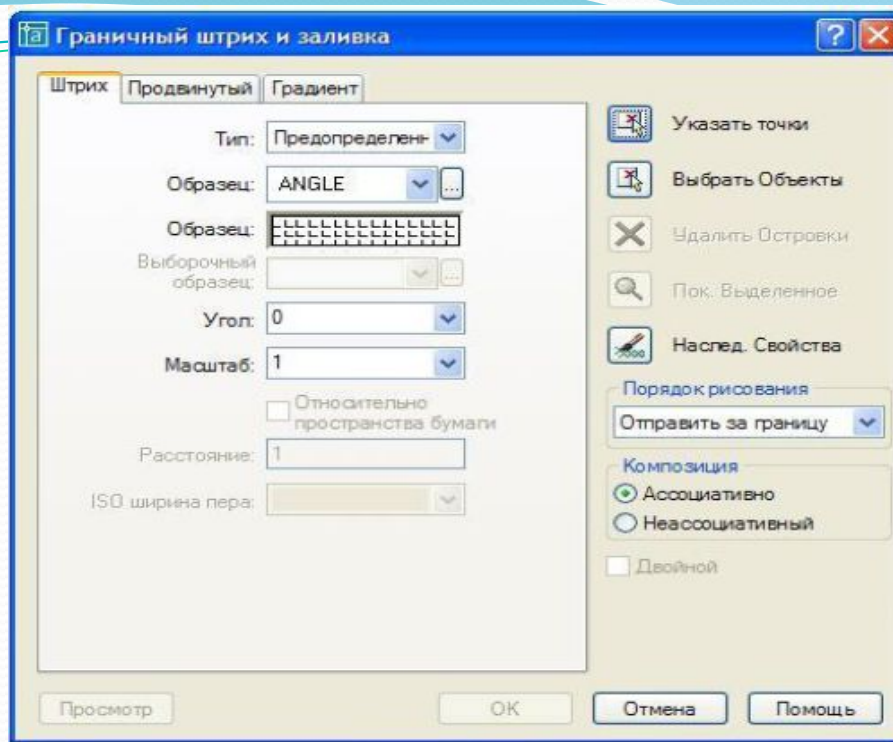 Граничный штрих и заливка
Штрих Продвинутый Градиент
Тип: Предопределенн
Образец: ANGLE
Образец:
Выборочный
образец:
Угол: 0
Масштаб: 1
Относительно
пространства бумаги
Расстояние: 1
ISO ширина пера:
Указать точки
Выбрать Объекты
Удалить Островки
Пок. Выделенное
Наслед. Свойства
Порядок рисования
Отправить за границу
Композиция
Ассоциативно
Неассоциативный
Двойной
Просмотр OK Отмена Помощь